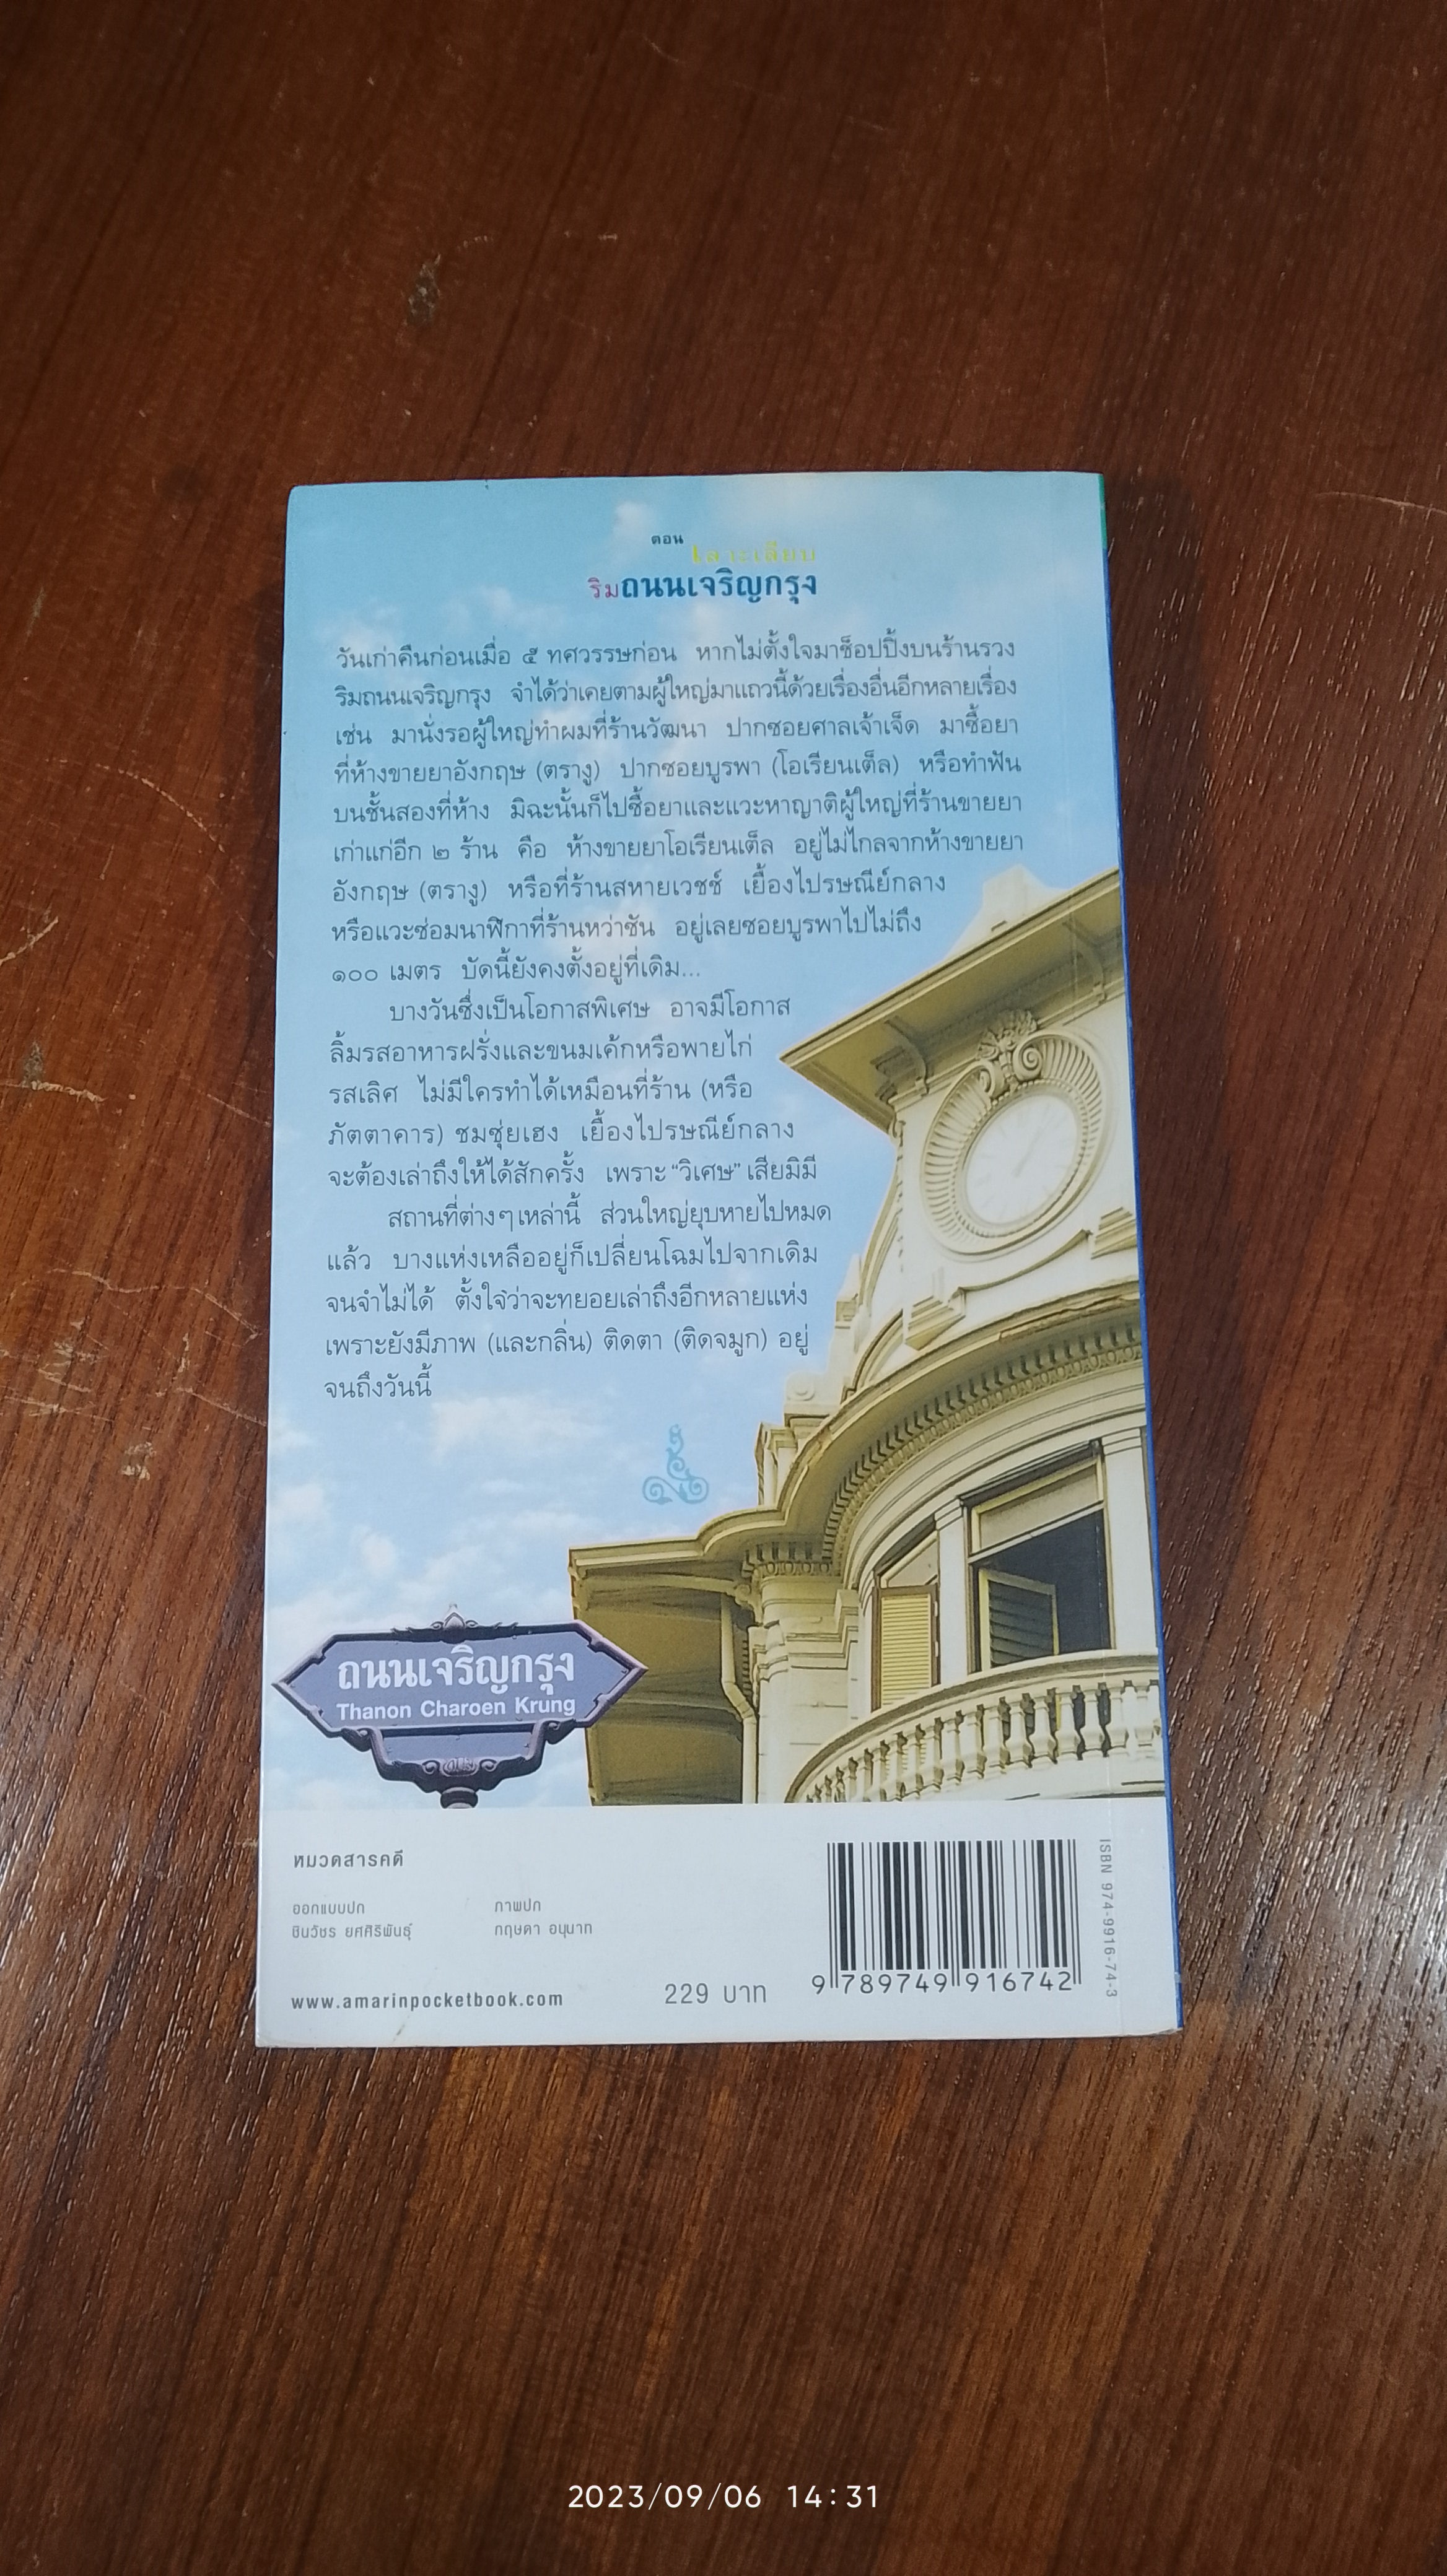 ตอน
เลาะเลียบ
ริมถนนเจริญกรุง
วันเก่าคืนก่อนเมื่อ ๕ ทศวรรษก่อน หากไม่ตั้งใจมาช็อปปิ้งบนร้านรวง
ริมถนนเจริญกรุง จำได้ว่าเคยตามผู้ใหญ่มาแถวนี้ด้วยเรื่องอื่นอีกหลายเรื่อง
เช่น มานั่งรอผู้ใหญ่ทำผมที่ร้านวัฒนา ปากซอยศาลเจ้าเจ็ด มาซื้อยา
ที่ห้างขายยาอังกฤษ (ตรางู) ปากซอยบูรพา (โอเรียนเต็ล) หรือทำฟัน
บนชั้นสองที่ห้าง มิฉะนั้นก็ไปซื้อยาและแวะหาญาติผู้ใหญ่ที่ร้านขายยา
เก่าแก่อีก ๒ ร้าน คือ ห้างขายยาโอเรียนเต็ล อยู่ไม่ไกลจากห้างขายยา
อังกฤษ (ตรางู) หรือที่ร้านสหายเวชช์ เยื้องไปรษณีย์กลาง
หรือแวะซ่อมนาฬิกาที่ร้านหว่าชัน อยู่เลยซอยบูรพาไปไม่ถึง
๑๐๐ เมตร บัดนี้ยังคงตั้งอยู่ที่เดิม...
บางวันซึ่งเป็นโอกาสพิเศษ อาจมีโอกาส
ลิ้มรสอาหารฝรั่งและขนมเค้กหรือพายไก่
รสเลิศ ไม่มีใครทำได้เหมือนที่ร้าน (หรือ
ภัตตาคาร) ชมซุ่ยเฮง เยื้องไปรษณีย์กลาง
จะต้องเล่าถึงให้ได้สักครั้ง เพราะ “วิเศษ” เสียมิมี
สถานที่ต่างๆ เหล่านี้ ส่วนใหญ่ยุบหายไปหมด
แล้ว บางแห่งเหลืออยู่ก็เปลี่ยนโฉมไปจากเดิม
จนจำไม่ได้ ตั้งใจว่าจะทยอยเล่าถึงอีกหลายแห่ง
เพราะยังมีภาพ (และกลิ่น) ติดตา (ติดจมูก) อยู่
จนถึงวันนี้
ถนนเจริญกรุง
Thanon Charoen Krung
หมวดสารคดี
ออกแบบปก
ชินวัชร ยศศิริพันธุ์
ภาพปก
กฤษดา อนุนาท
www.amarinpocketbook.com
229 บาท
9 789749 916742
ISBN 974-9916-74-3
2023/09/06 14:31